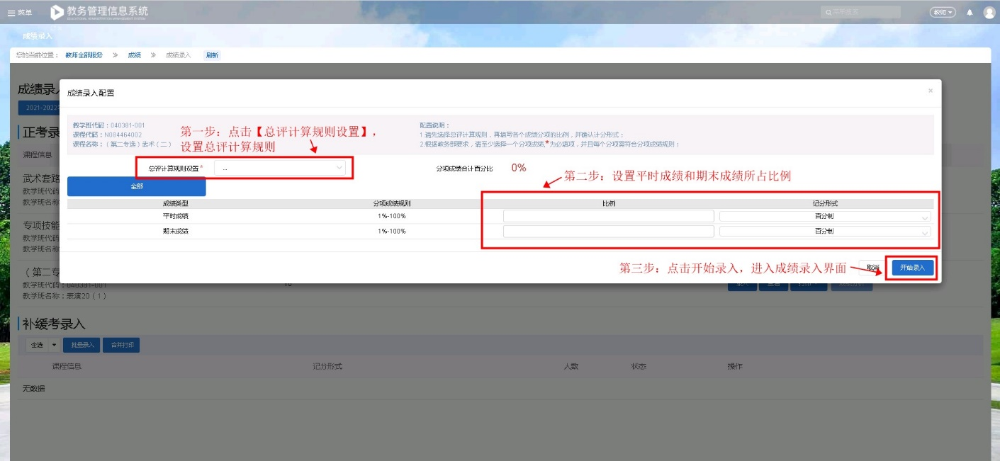 菜单
教务管理信息系统
教师
成绩录入
您的当前位置： 教师全部服务 » 成绩 » 成绩录入 刷新
成绩录入
成绩录入配置
×
2021-2022
教学班代码：040381-001
课程代码：N084464002
课程名称：（第二专选）武术（二）
第一步：点击【总评计算规则设置】，
设置总评计算规则
配置说明：
1.请先选择总评计算规则，再填写各个成绩分项的比例，并确认计分形式；
2.根据教务部要求，请至少选择一个分项成绩,*为必填项，并且每个分项需符合分项成绩规则；
正考录
课程信息
总评计算规则设置* ...
分项成绩合计百分比 0%
第二步：设置平时成绩和期末成绩所占比例
武术套路
教学班代码
教学班名称
全部
成绩类型 分项成绩规则 比例 记分形式
平时成绩 1%-100% 百分制
期末成绩 1%-100% 百分制
专项技能
教学班代码
教学班名称
第三步：点击开始录入，进入成绩录入界面
取消 开始录入
（第二专
教学班代码：040381-001
教学班名称：表演20（1）
补缓考录入
全选 批量录入 合并打印
课程信息 记分形式 人数 状态 操作
无数据